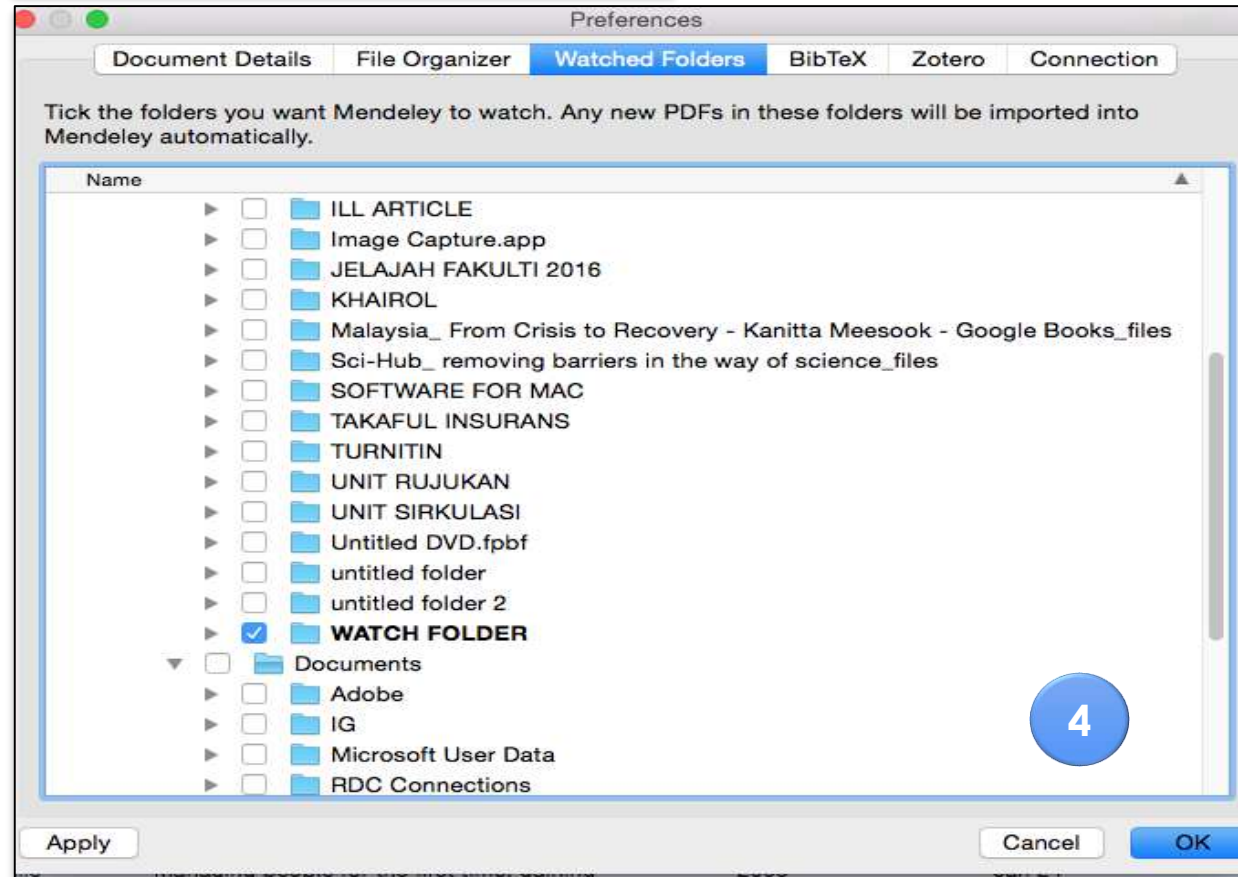 Preferences
Document Details File Organizer Watched Folders BibTeX Zotero Connection
Tick the folders you want Mendeley to watch. Any new PDFs in these folders will be imported into
Mendeley automatically.
Name
ILL ARTICLE
Image Capture.app
JELAJAH FAKULTI 2016
KHAIROL
Malaysia_ From Crisis to Recovery - Kanitta Meesook - Google Books_files
Sci-Hub_ removing barriers in the way of science_files
SOFTWARE FOR MAC
TAKAFUL INSURANS
TURNITIN
UNIT RUJUKAN
UNIT SIRKULASI
Untitled DVD.fpbf
untitled folder
untitled folder 2
WATCH FOLDER
Documents
Adobe
IG
4
Microsoft User Data
RDC Connections
Apply Cancel OK